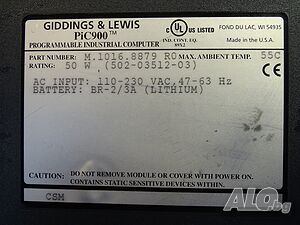 GIDDINGS & LEWIS
PiC900™
PROGRAMMABLE INDUSTRIAL COMPUTER
C UL US LISTED
IND. CONT. EQ.
89X2
FOND DU LAC, WI 54935
MADE IN U.S.A.
PART NUMBER: M.1016.8879 R0 MAX. AMBIENT TEMP. 55C
RATING: 50 W (502-03512-03)
AC INPUT: 110-230 VAC, 47-63 Hz
BATTERY: BR-2/3A (LITHIUM)
CAUTION: DO NOT REMOVE MODULE OR COVER WITH POWER ON.
CONTAINS STATIC SENSITIVE DEVICES WITHIN.
CSM
ALO.bg